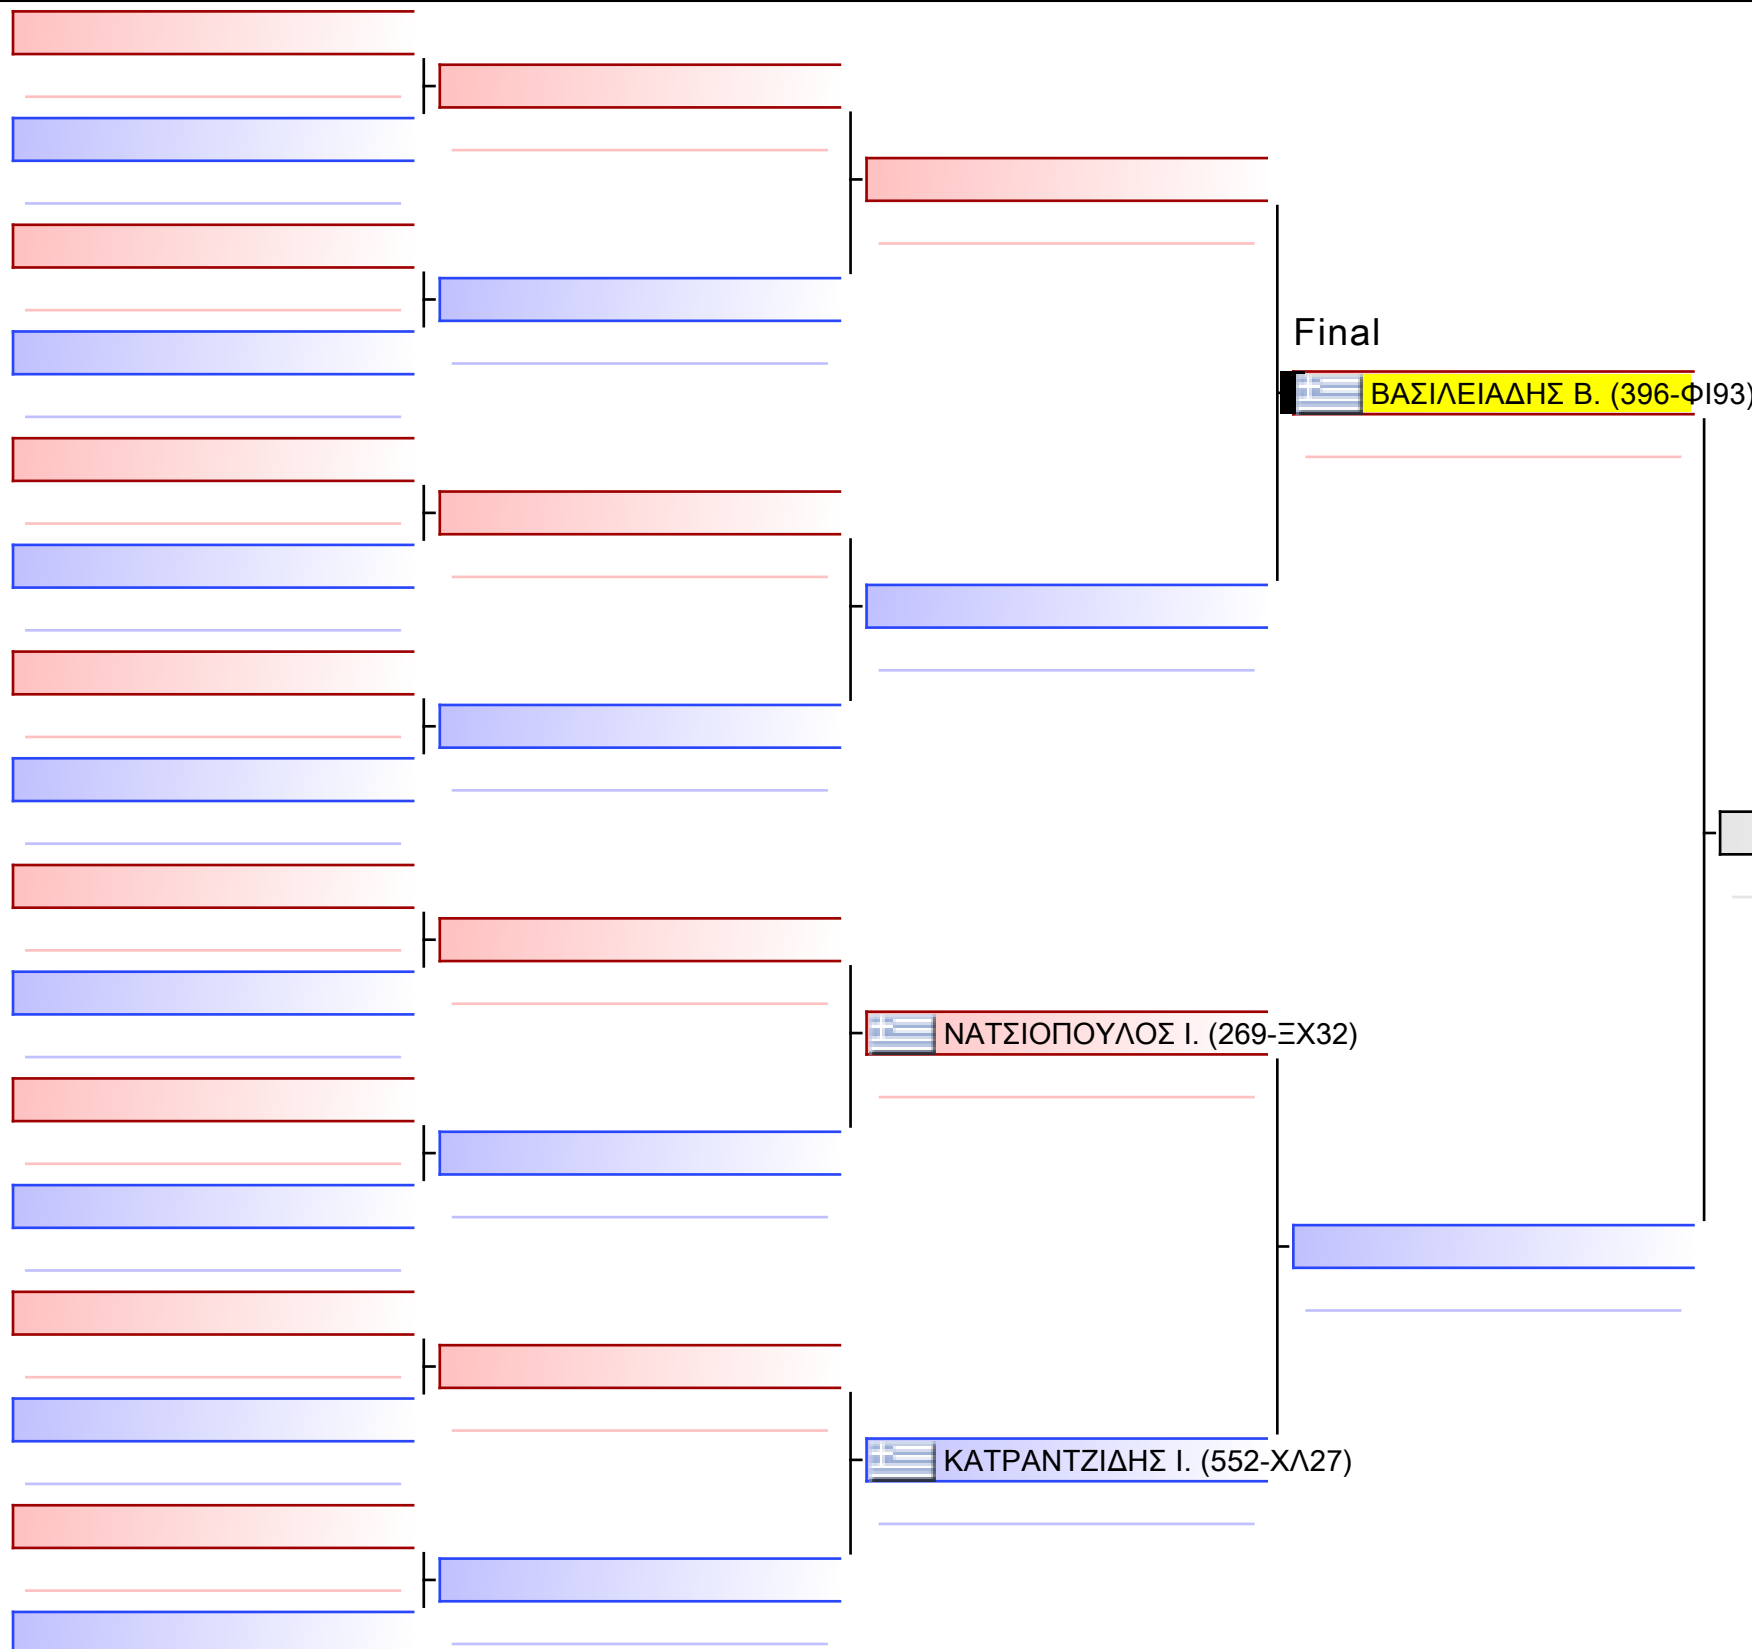 Final
ΒΑΣΙΛΕΙΑΔΗΣ Β. (396-ΦΙ93)
ΝΑΤΣΙΟΠΟΥΛΟΣ Ι. (269-ΞΧ32)
ΚΑΤΡΑΝΤΖΙΔΗΣ Ι. (552-ΧΛ27)